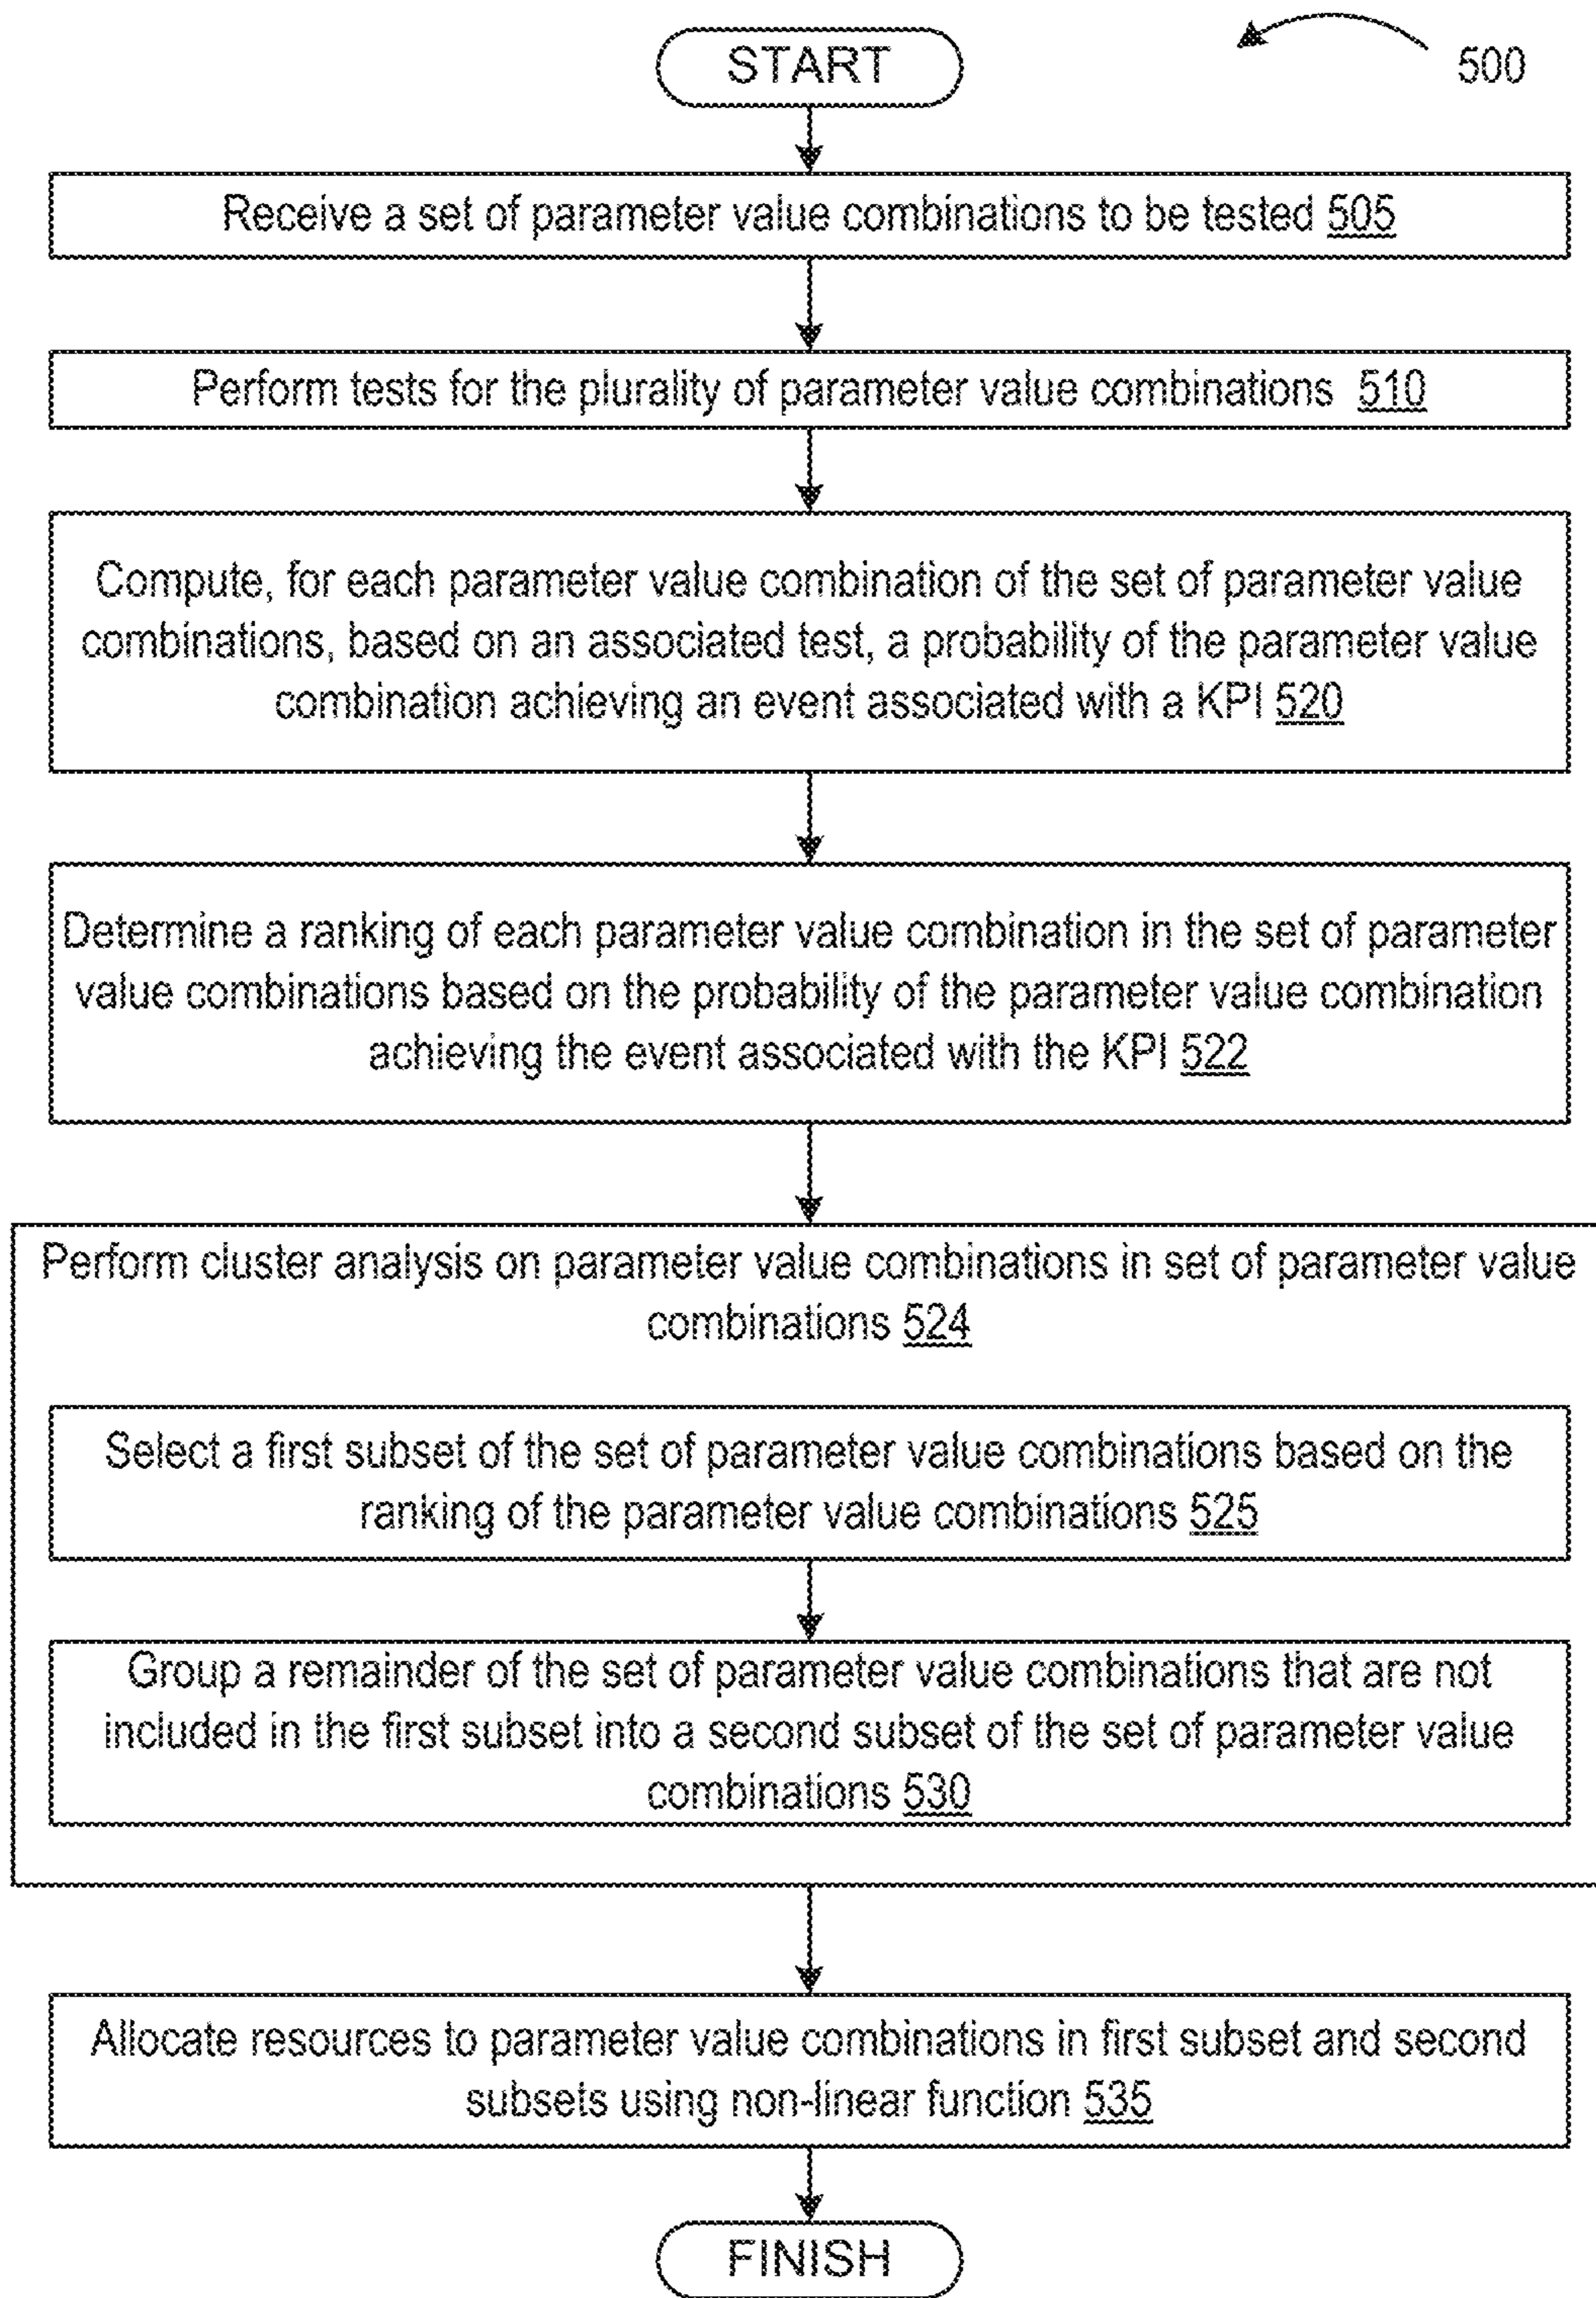 START
500
Receive a set of parameter value combinations to be tested 505
Perform tests for the plurality of parameter value combinations 510
Compute, for each parameter value combination of the set of parameter value
combinations, based on an associated test, a probability of the parameter value
combination achieving an event associated with a KPI 520
Determine a ranking of each parameter value combination in the set of parameter
value combinations based on the probability of the parameter value combination
achieving the event associated with the KPI 522
Perform cluster analysis on parameter value combinations in set of parameter value
combinations 524
Select a first subset of the set of parameter value combinations based on the
ranking of the parameter value combinations 525
Group a remainder of the set of parameter value combinations that are not
included in the first subset into a second subset of the set of parameter value
combinations 530
Allocate resources to parameter value combinations in first subset and second
subsets using non-linear function 535
FINISH